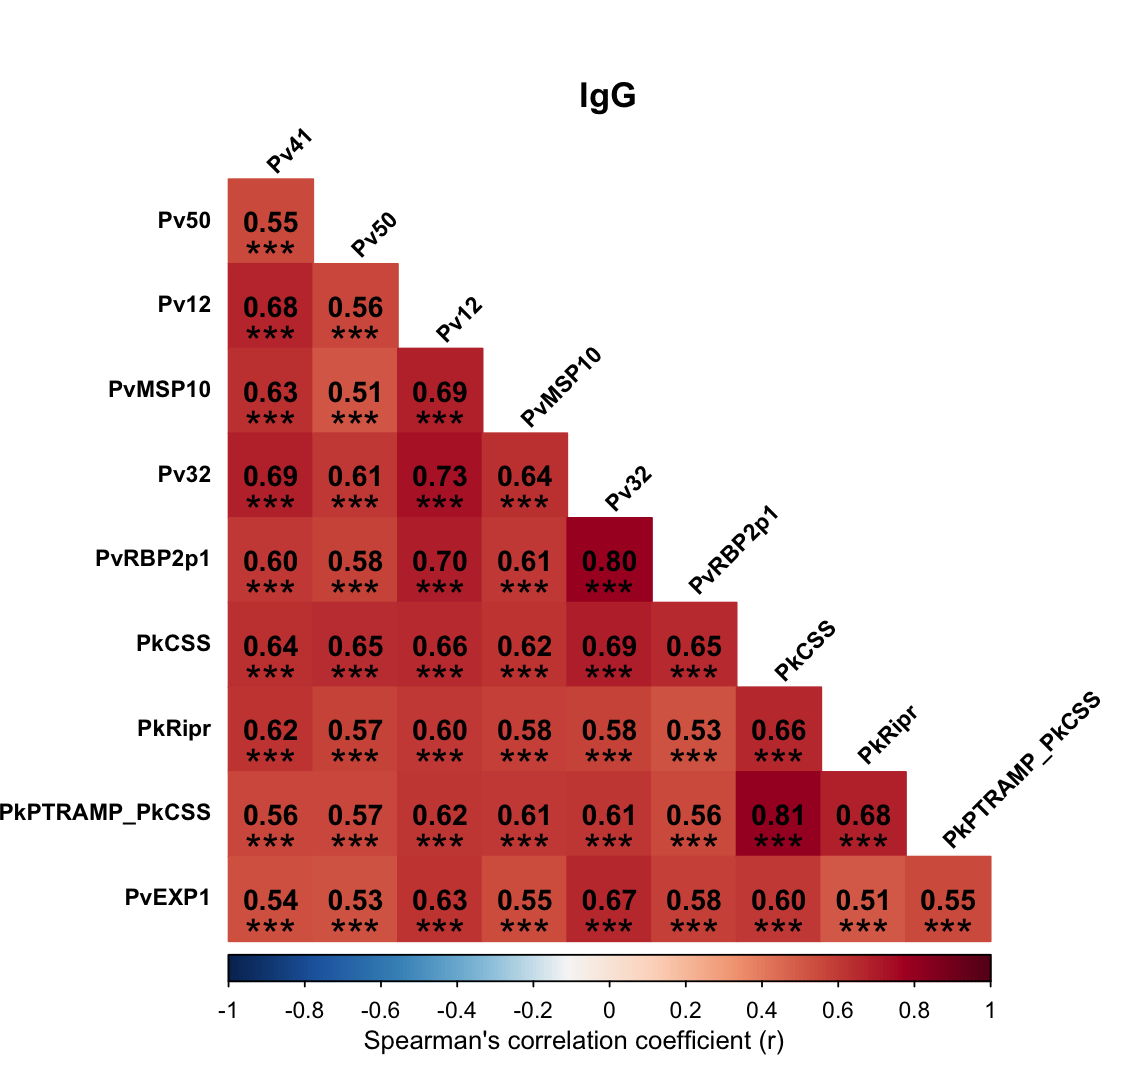 IgG
Pv41
Pv50 0.55
***
Pv50
Pv12 0.68 0.56
*** ***
Pv12
PvMSP10 0.63 0.51 0.69
*** *** ***
PvMSP10
Pv32 0.69 0.61 0.73 0.64
*** *** *** ***
Pv32
PvRBP2p1 0.60 0.58 0.70 0.61 0.80
*** *** *** *** ***
PvRBP2p1
PkCSS 0.64 0.65 0.66 0.62 0.69 0.65
*** *** *** *** *** ***
PkCSS
PkRipr 0.62 0.57 0.60 0.58 0.58 0.53 0.66
*** *** *** *** *** *** ***
PkRipr
PkPTRAMP_PkCSS 0.56 0.57 0.62 0.61 0.61 0.56 0.81 0.68
*** *** *** *** *** *** *** ***
PkPTRAMP_PkCSS
PvEXP1 0.54 0.53 0.63 0.55 0.67 0.58 0.60 0.51 0.55
*** *** *** *** *** *** *** *** ***
-1 -0.8 -0.6 -0.4 -0.2 0 0.2 0.4 0.6 0.8 1
Spearman's correlation coefficient (r)